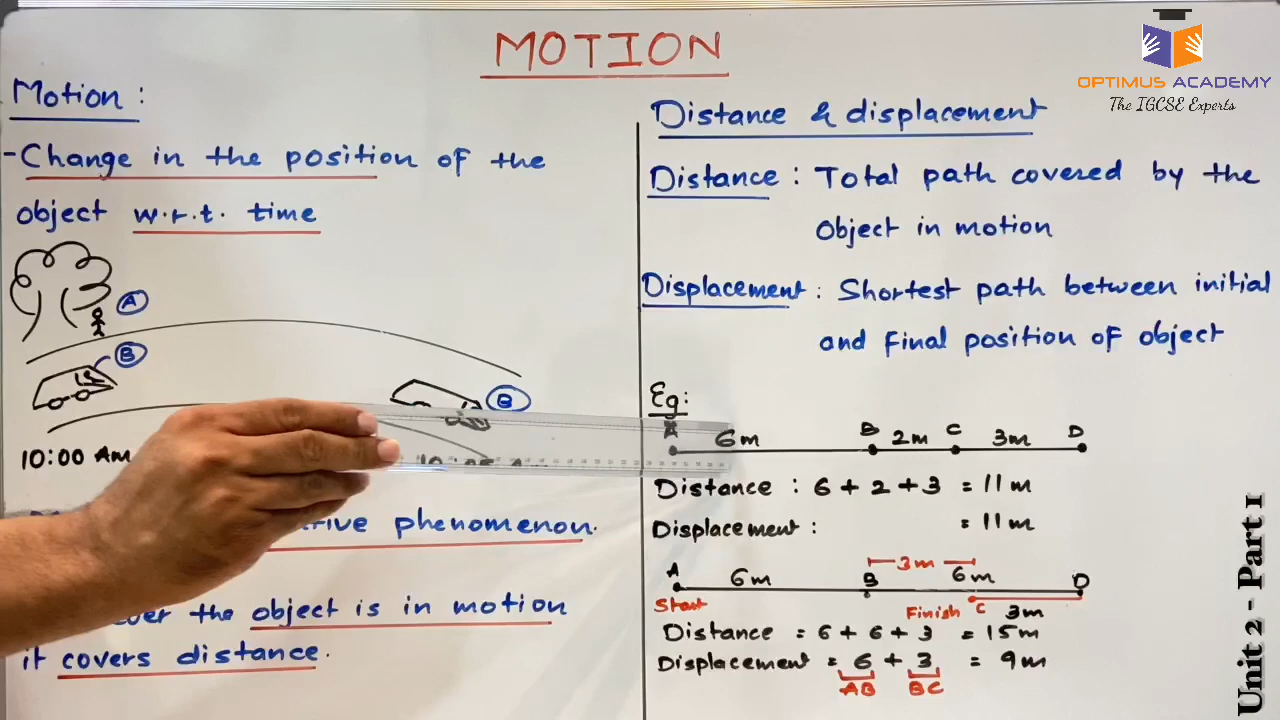 MOTION
OPTIMUS ACADEMY
The IGCSE Experts
Motion :
- Change in the position of the
object w.r.t. time
A
B
B
10:00 Am
phenomenon.
the object is in motion
it covers distance.
Distance & displacement
Distance : Total path covered by the
Object in motion
Displacement : Shortest path between initial
and final position of object
Eg:
A 6m B 2m C 3m D
Distance : 6 + 2 + 3 = 11m
Displacement : = 11m
3m
A 6m B 6m D
Start Finish C 3m
Distance = 6 + 6 + 3 = 15m
Displacement = 6 + 3 = 9m
AB BC
Unit 2 - Part 1